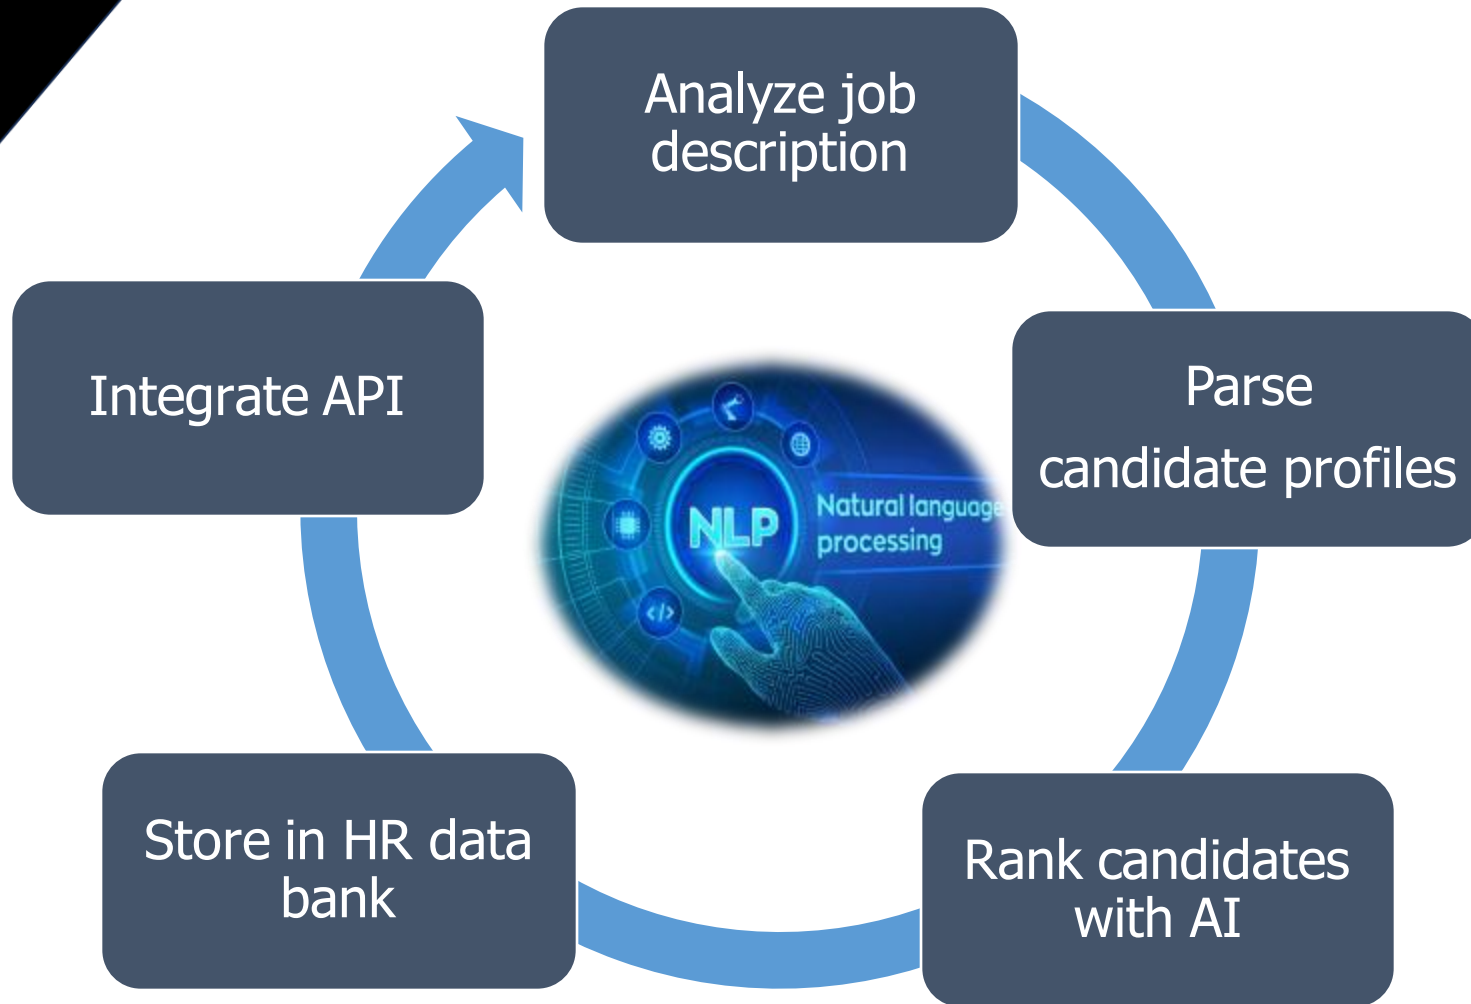 Analyze job
description
Parse
candidate profiles
Rank candidates
with AI
Store in HR data
bank
Integrate API
NLP
Natural language
processing
</>